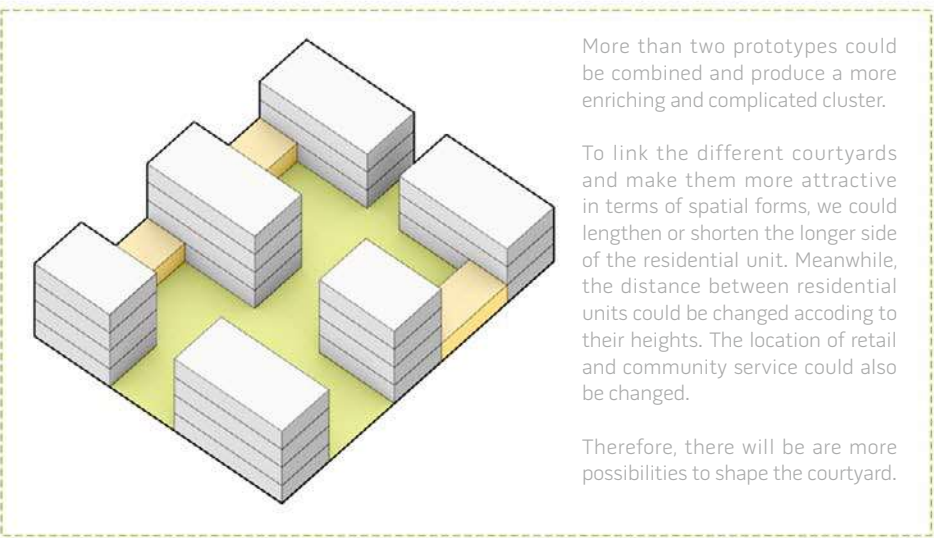 More than two prototypes could
be combined and produce a more
enriching and complicated cluster.
To link the different courtyards
and make them more attractive
in terms of spatial forms, we could
lengthen or shorten the longer side
of the residential unit. Meanwhile,
the distance between residential
units could be changed accoding to
their heights. The location of retail
and community service could also
be changed.
Therefore, there will be are more
possibilities to shape the courtyard.